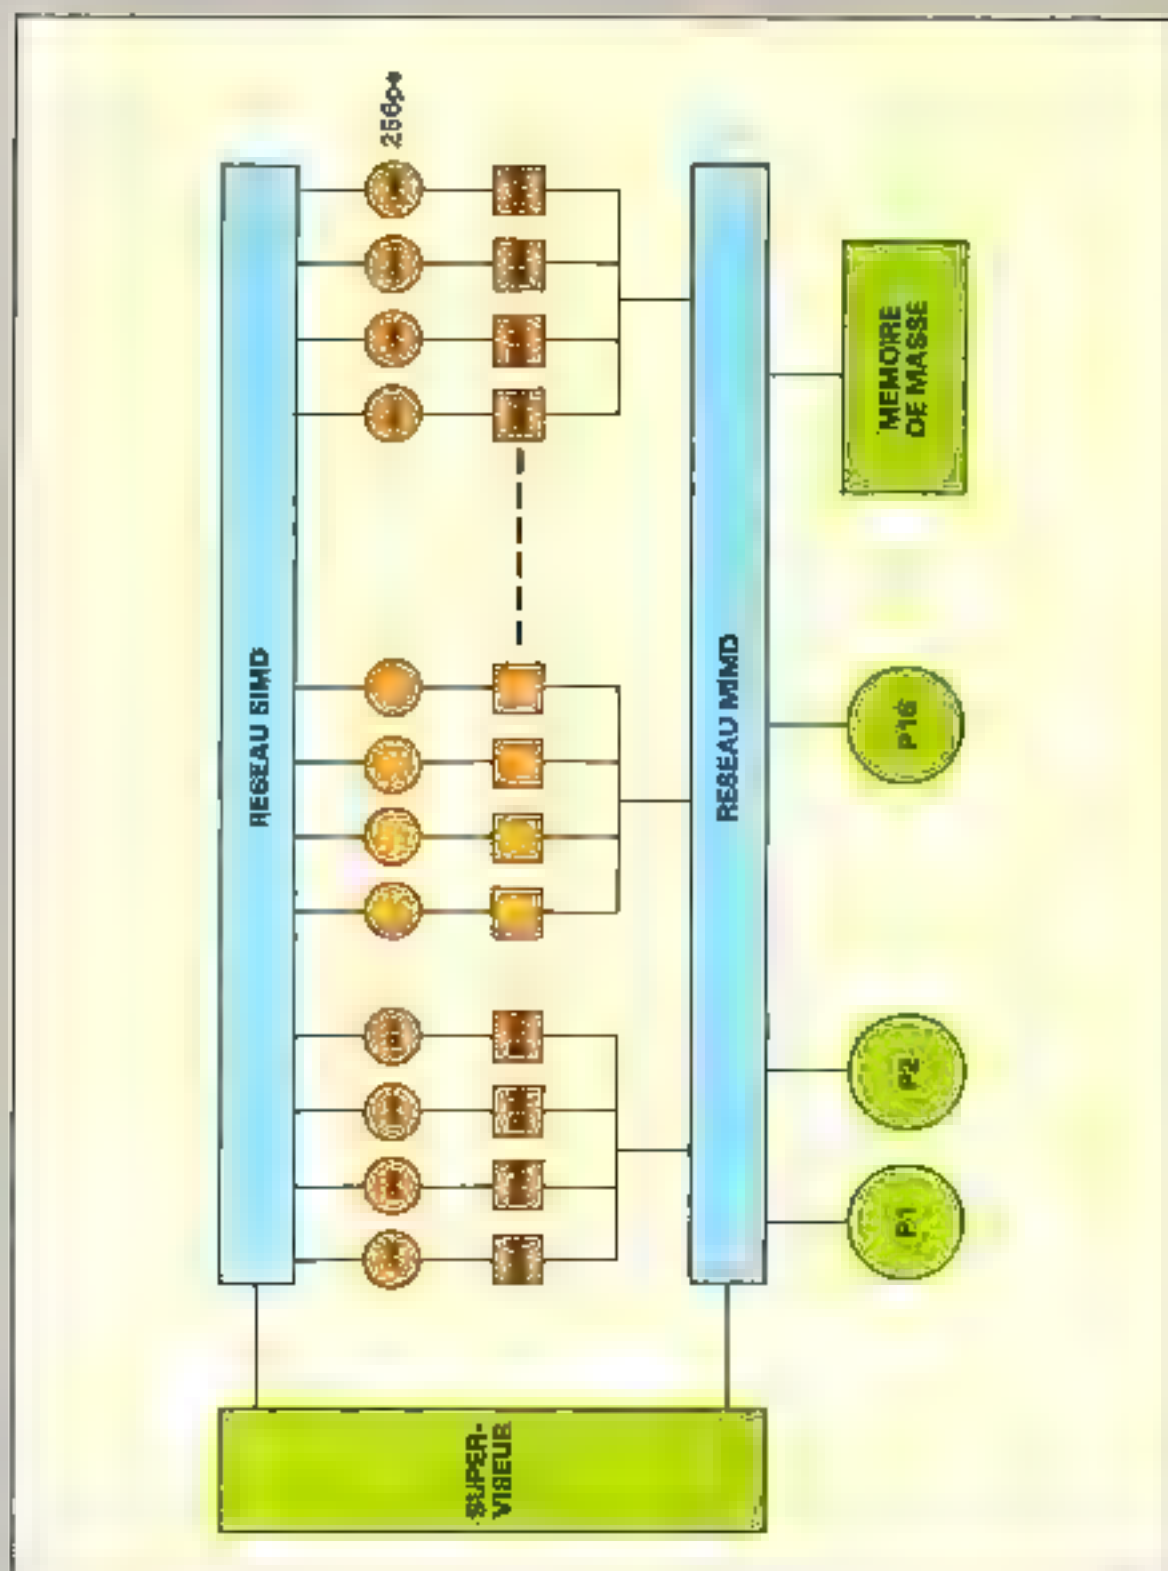 SUPER-
VISEUR
RESEAU SIMD
256pe
RESEAU MIMD
P1
P2
P16
MEMOIRE
DE MASSE